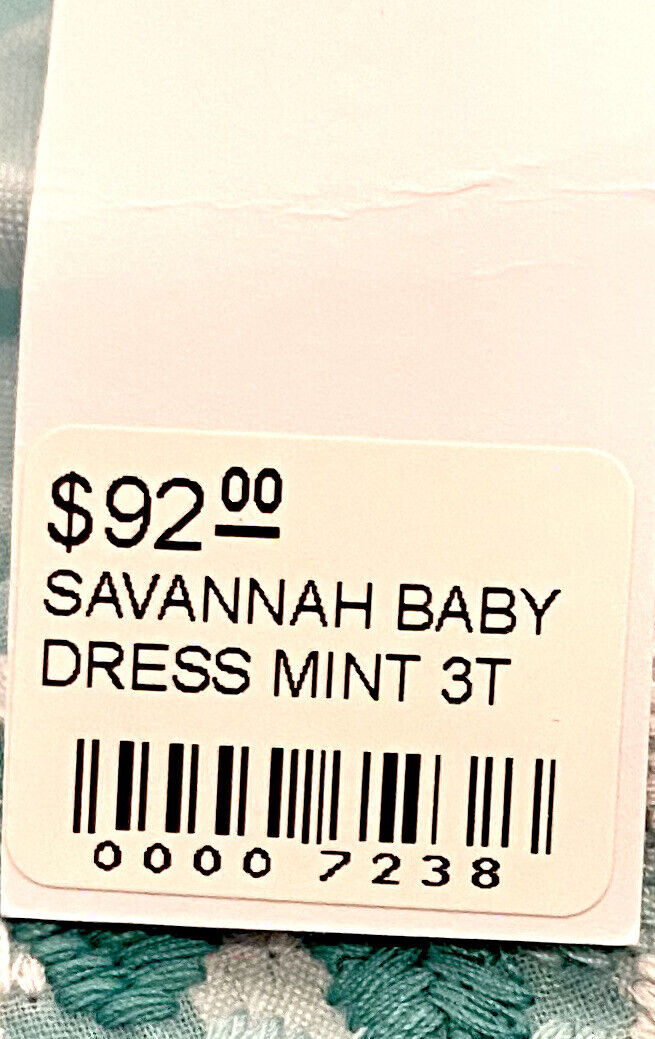 $92.00
SAVANNAH BABY
DRESS MINT 3T
0000 7238